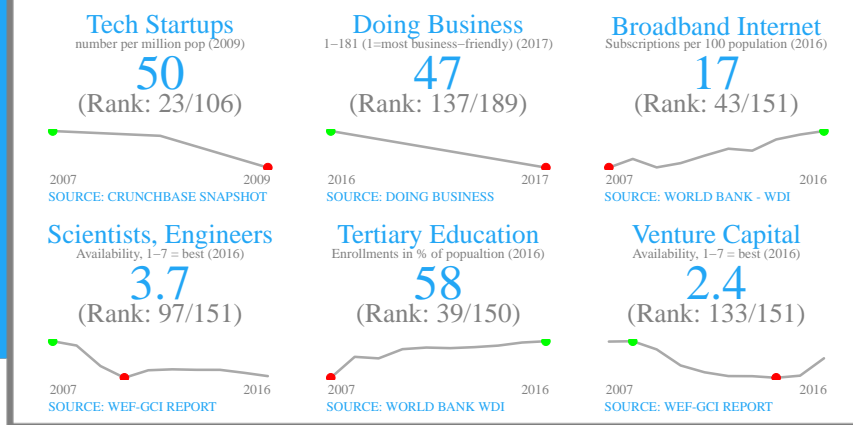 Tech Startups
number per million pop (2009)
50
(Rank: 23/106)
2007 2009
SOURCE: CRUNCHBASE SNAPSHOT
Doing Business
1−181 (1=most business−friendly) (2017)
47
(Rank: 137/189)
2016 2017
SOURCE: DOING BUSINESS
Broadband Internet
Subscriptions per 100 population (2016)
17
(Rank: 43/151)
2007 2016
SOURCE: WORLD BANK - WDI
Scientists, Engineers
Availability, 1−7 = best (2016)
3.7
(Rank: 97/151)
2007 2016
SOURCE: WEF-GCI REPORT
Tertiary Education
Enrollments in % of popualtion (2016)
58
(Rank: 39/150)
2007 2016
SOURCE: WORLD BANK WDI
Venture Capital
Availability, 1−7 = best (2016)
2.4
(Rank: 133/151)
2007 2016
SOURCE: WEF-GCI REPORT